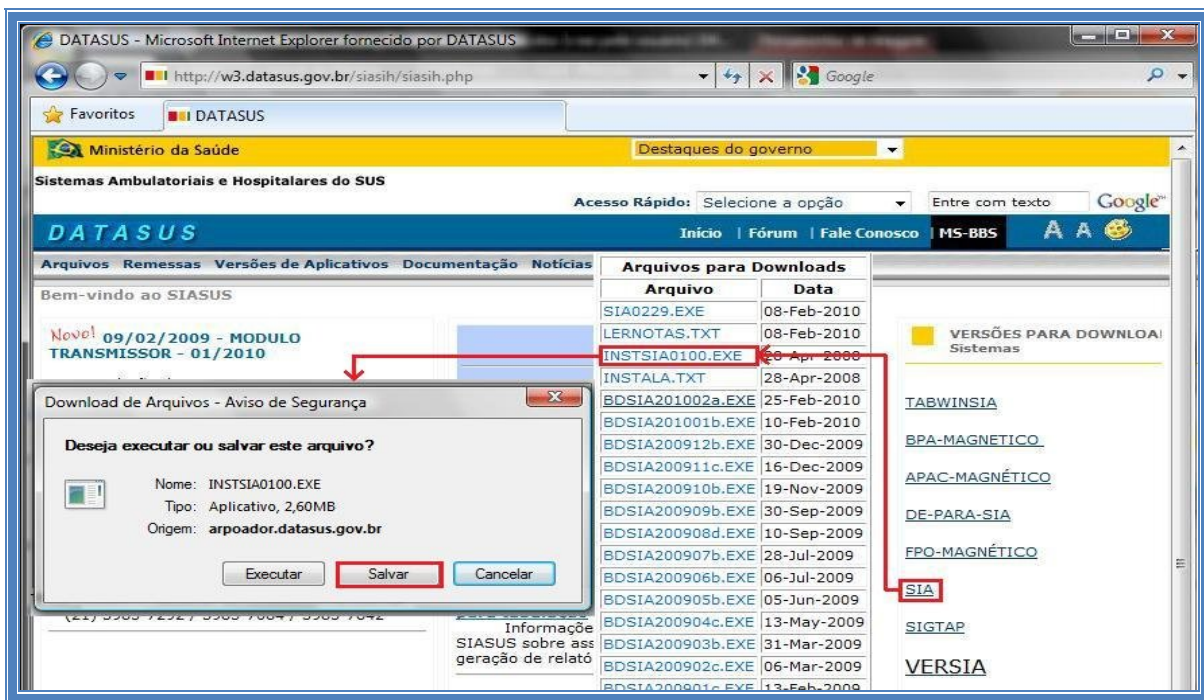 DATASUS - Microsoft Internet Explorer fornecido por DATASUS
http://w3.datasus.gov.br/siasih/siasih.php
Google
Favoritos
DATASUS
Ministério da Saúde
Destaques do governo
Sistemas Ambulatoriais e Hospitalares do SUS
Acesso Rápido: Selecione a opção
Entre com texto
Google
DATASUS
Início | Fórum | Fale Conosco | MS-BBS
A A
Arquivos Remessas Versões de Aplicativos Documentação Notícias
Bem-vindo ao SIASUS
Novo! 09/02/2009 - MODULO
TRANSMISSOR - 01/2010
Arquivos para Downloads
Arquivo Data
SIA0229.EXE 08-Feb-2010
LERNOTAS.TXT 08-Feb-2010
INSTSIA0100.EXE 28-Apr-2008
INSTALA.TXT 28-Apr-2008
BDSIA201002a.EXE 25-Feb-2010
BDSIA201001b.EXE 10-Feb-2010
BDSIA200912b.EXE 30-Dec-2009
BDSIA200911c.EXE 16-Dec-2009
BDSIA200910b.EXE 19-Nov-2009
BDSIA200909b.EXE 30-Sep-2009
BDSIA200908d.EXE 10-Sep-2009
BDSIA200907b.EXE 28-Jul-2009
BDSIA200906b.EXE 06-Jul-2009
BDSIA200905b.EXE 05-Jun-2009
BDSIA200904c.EXE 13-May-2009
BDSIA200903b.EXE 31-Mar-2009
BDSIA200902c.EXE 06-Mar-2009
BDSIA200901c.EXE 13-Feb-2009
VERSÕES PARA DOWNLOA
Sistemas
TABWINSIA
BPA-MAGNETICO
APAC-MAGNÉTICO
DE-PARA-SIA
FPO-MAGNÉTICO
SIA
SIGTAP
VERSIA
Download de Arquivos - Aviso de Segurança
Deseja executar ou salvar este arquivo?
Nome: INSTSIA0100.EXE
Tipo: Aplicativo, 2,60MB
Origem: arpoador.datasus.gov.br
Executar Salvar Cancelar
Informaçõe
SIASUS sobre ass
geração de relató